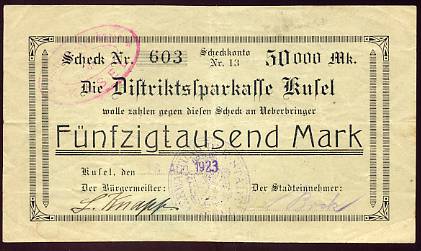 Scheck Nr. 603 Scheckkonto Nr. 13 50000 Mk.
Die Distriktssparkasse Kusel
wolle zahlen gegen diesen Scheck an Ueberbringer
Fünfzigtausend Mark
Kusel, den 1923
Der Bürgermeister: Der Stadteinnehmer:
L. Knapp